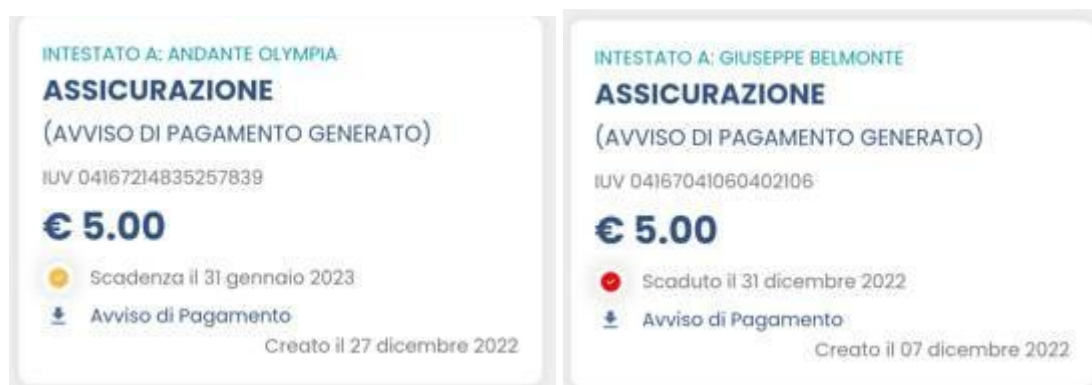 INTESTATO A: ANDANTE OLYMPIA
ASSICURAZIONE
(AVVISO DI PAGAMENTO GENERATO)
IUV 04167214835257839
€ 5.00
Scadenza il 31 gennaio 2023
Avviso di Pagamento
Creato il 27 dicembre 2022
INTESTATO A: GIUSEPPE BELMONTE
ASSICURAZIONE
(AVVISO DI PAGAMENTO GENERATO)
IUV 04167041060402106
€ 5.00
Scaduto il 31 dicembre 2022
Avviso di Pagamento
Creato il 07 dicembre 2022